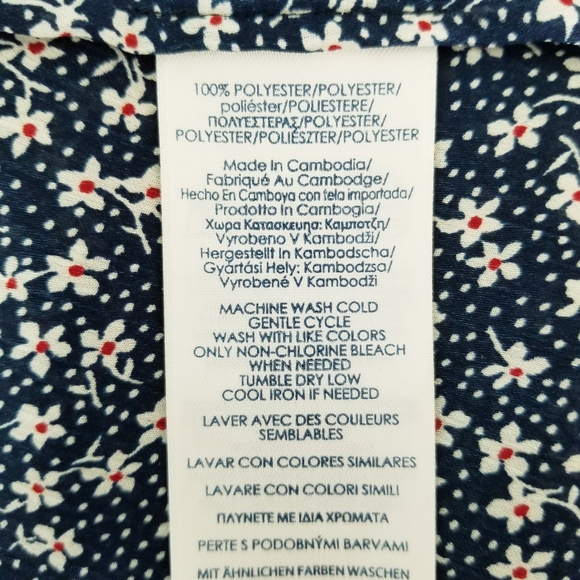 100% POLYESTER/POLYESTER/
poliéster/POLIESTERE/
ΠΟΛΥΕΣΤΕΡΑΣ/POLYESTER/
POLYESTER/POLIÉSZTER/POLYESTER
Made In Cambodia/
Fabriqué Au Cambodge/
Hecho En Camboya con tela importada/
Prodotto In Cambogia/
Χωρα Κατασκευησ: Καμποτζη/
Vyrobeno V Kambodži/
Hergestellt In Kambodscha/
Gyártási Hely: Kambodzsa/
Vyrobené V Kambodži
MACHINE WASH COLD
GENTLE CYCLE
WASH WITH LIKE COLORS
ONLY NON-CHLORINE BLEACH
WHEN NEEDED
TUMBLE DRY LOW
COOL IRON IF NEEDED
LAVER AVEC DES COULEURS
SEMBLABLES
LAVAR CON COLORES SIMILARES
LAVARE CON COLORI SIMILI
ΠΛΥΝΕΤΕ ΜΕ ΙΔΙΑ ΧΡΩΜΑΤΑ
PERTE S PODOBNÝMI BARVAMI
MIT ÄHNLICHEN FARBEN WASCHEN